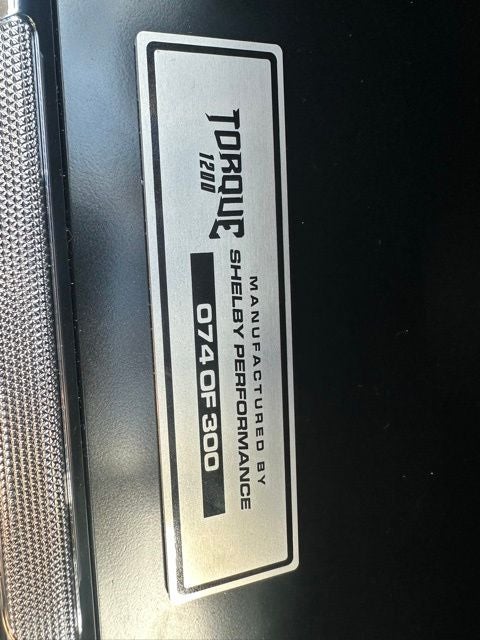 TORQUE
1200
MANUFACTURED BY
SHELBY PERFORMANCE
074 OF 300